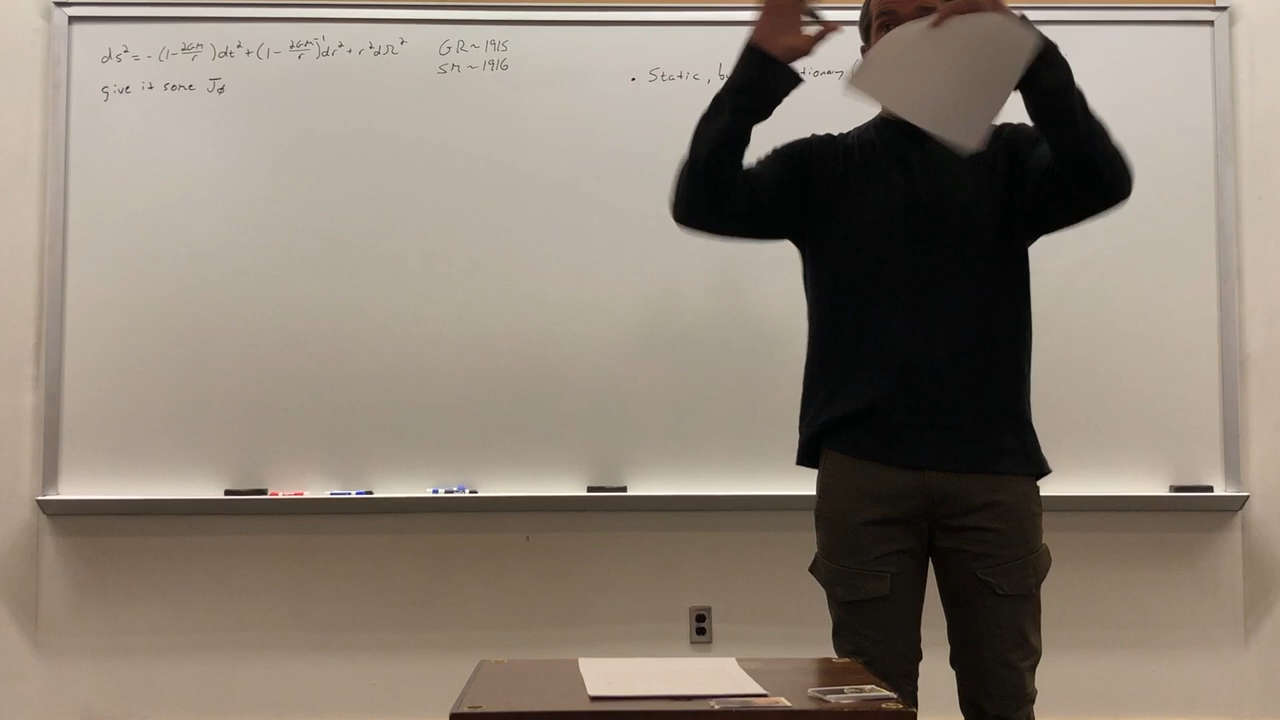 ds² = -(1-2GM/r)dt² + (1-2GM/r)⁻¹dr² + r²dΩ²
give it some J_φ
GR ~ 1915
SM ~ 1916
• Static,